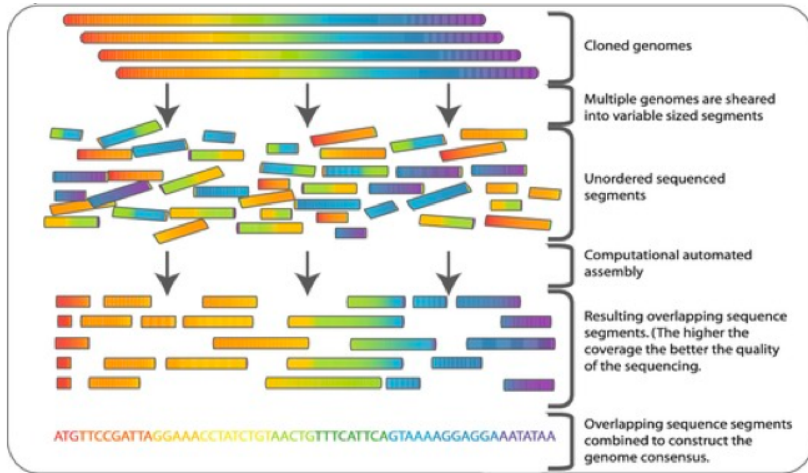 Cloned genomes
Multiple genomes are sheared
into variable sized segments
Unordered sequenced
segments
Computational automated
assembly
Resulting overlapping sequence
segments. (The higher the
coverage the better the quality
of the sequencing.
ATGTTCCGATTAGGAAACCTATCTGTAACTGTTTCATTCAGTAAAAGGAGGAAATATAA
Overlapping sequence segments
combined to construct the
genome consensus.